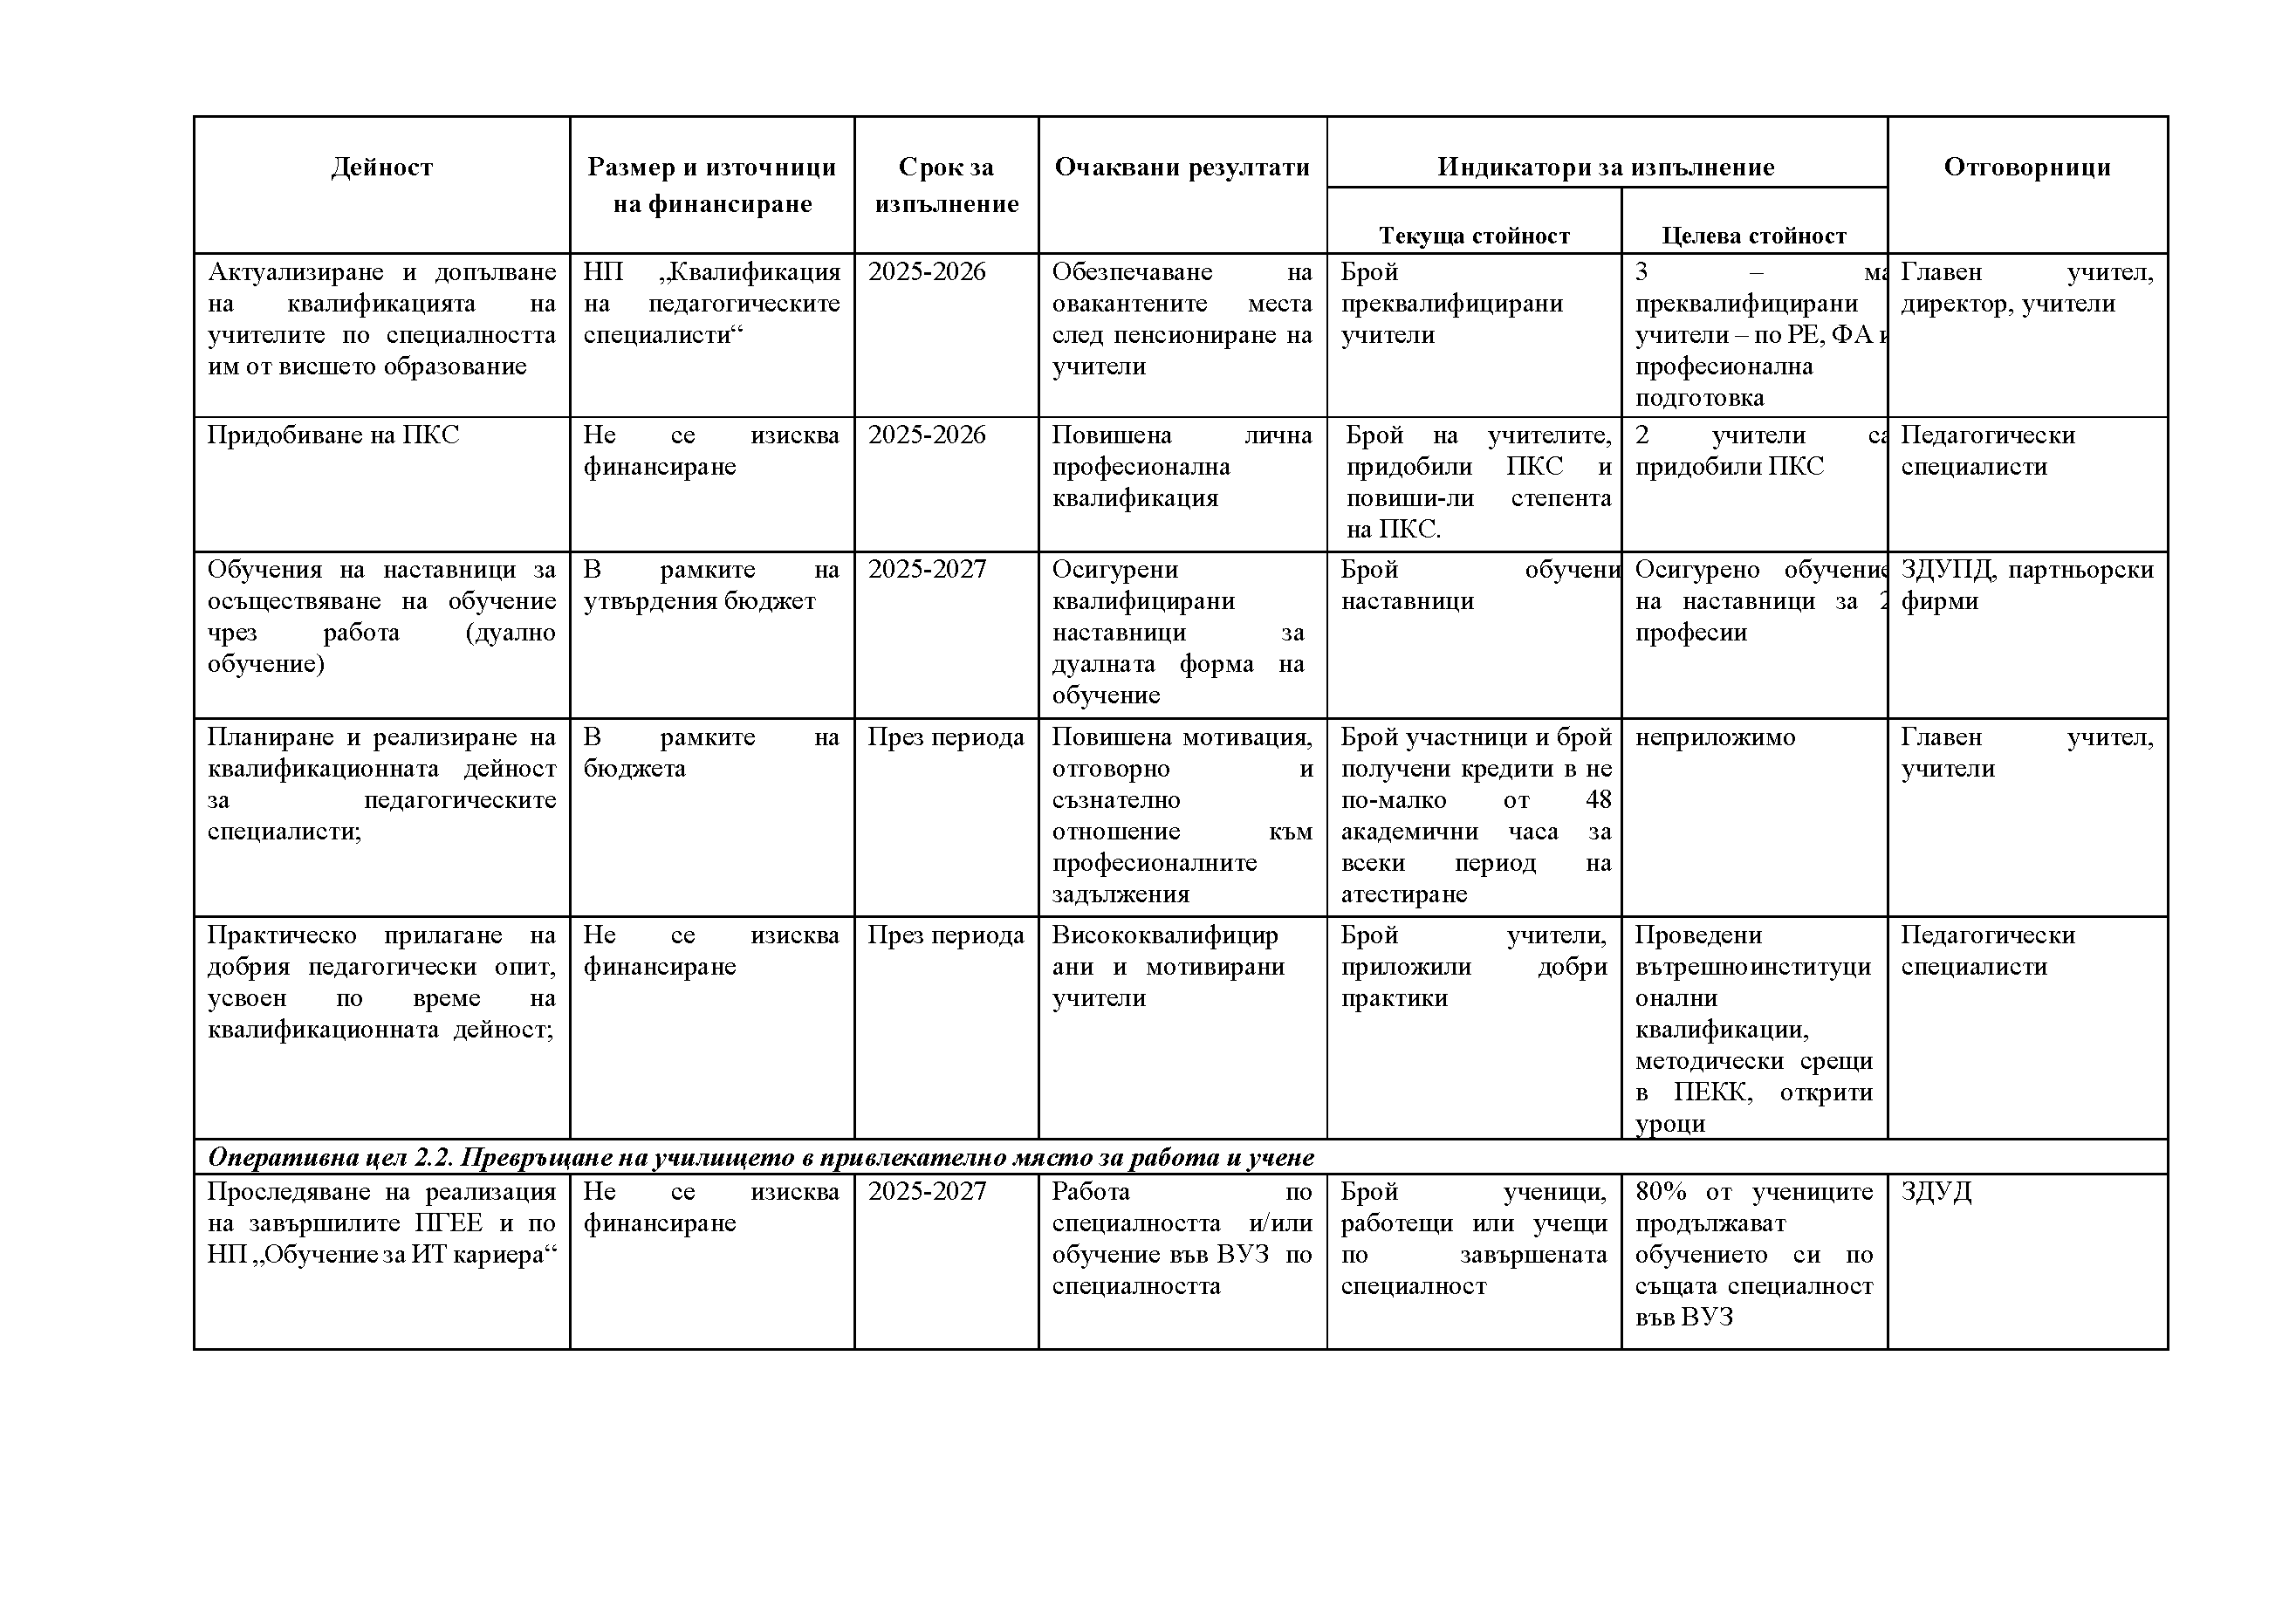 Дейност
Размер и източници
на финансиране
Срок за
изпълнение
Очаквани резултати
Индикатори за изпълнение
Отговорници
Текуща стойност
Целева стойност
Актуализиране и допълване
на квалификацията на
учителите по специалността
им от висшето образование
НП „Квалификация
на педагогическите
специалисти“
2025-2026
Обезпечаване на
овакантените места
след пенсиониране на
учители
Брой
преквалифицирани
учители
3 – ма
преквалифицирани
учители – по РЕ, ФА и
професионална
подготовка
Главен учител,
директор, учители
Придобиване на ПКС
Не се изисква
финансиране
2025-2026
Повишена лична
професионална
квалификация
Брой на учителите,
придобили ПКС и
повиши-ли степента
на ПКС.
2 учители са
придобили ПКС
Педагогически
специалисти
Обучения на наставници за
осъществяване на обучение
чрез работа (дуално
обучение)
В рамките на
утвърдения бюджет
2025-2027
Осигурени
квалифицирани
наставници за
дуалната форма на
обучение
Брой обучени
наставници
Осигурено обучение
на наставници за 2
професии
ЗДУПД, партньорски
фирми
Планиране и реализиране на
квалификационната дейност
за педагогическите
специалисти;
В рамките на
бюджета
През периода
Повишена мотивация,
отговорно и
съзнателно
отношение към
професионалните
задължения
Брой участници и брой
получени кредити в не
по-малко от 48
академични часа за
всеки период на
атестиране
неприложимо
Главен учител,
учители
Практическо прилагане на
добрия педагогически опит,
усвоен по време на
квалификационната дейност;
Не се изисква
финансиране
През периода
Висококвалифицир
ани и мотивирани
учители
Брой учители,
приложили добри
практики
Проведени
вътрешноинституци
онални
квалификации,
методически срещи
в ПЕКК, открити
уроци
Педагогически
специалисти
Оперативна цел 2.2. Превръщане на училището в привлекателно място за работа и учене
Проследяване на реализация
на завършилите ПГЕЕ и по
НП „Обучение за ИТ кариера“
Не се изисква
финансиране
2025-2027
Работа по
специалността и/или
обучение във ВУЗ по
специалността
Брой ученици,
работещи или учещи
по завършената
специалност
80% от учениците
продължават
обучението си по
същата специалност
във ВУЗ
ЗДУД